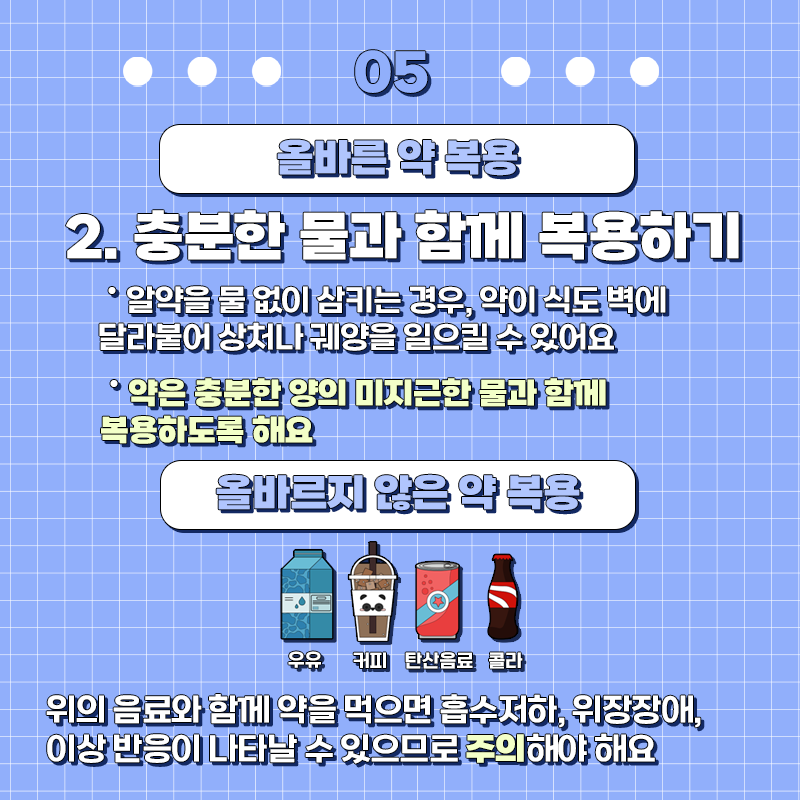 05
올바른 약 복용
2. 충분한 물과 함께 복용하기
• 알약을 물 없이 삼키는 경우, 약이 식도 벽에
달라붙어 상처나 궤양을 일으킬 수 있어요
• 약은 충분한 양의 미지근한 물과 함께
복용하도록 해요
올바르지 않은 약 복용
우유 커피 탄산음료 콜라
위의 음료와 함께 약을 먹으면 흡수저하, 위장장애,
이상 반응이 나타날 수 있으므로 주의해야 해요